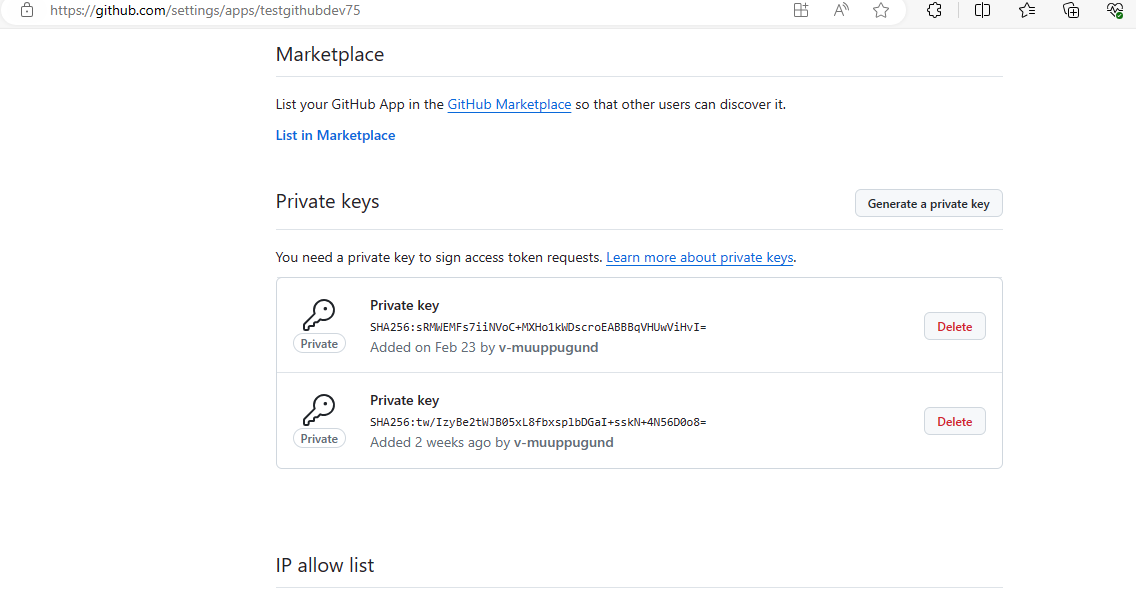 https://github.com/settings/apps/testgithubdev75
Marketplace
List your GitHub App in the GitHub Marketplace so that other users can discover it.
List in Marketplace
Private keys
Generate a private key
You need a private key to sign access token requests. Learn more about private keys.
Private key
SHA256:sRMWEMFs7iiNVoC+MXHo1kWDscroEABBBqVHUwViHvI=
Private
Added on Feb 23 by v-muuppugund
Delete
Private key
SHA256:tw/IzyBe2tWJB05xL8fbxsplbDGaI+sskN+4N56D0o8=
Private
Added 2 weeks ago by v-muuppugund
Delete
IP allow list